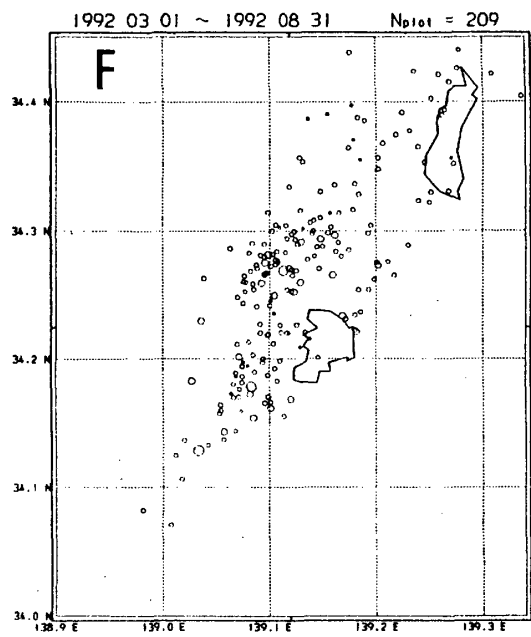 1992 03 01 ~ 1992 08 31 Nplot = 209
F
34.4 N
34.3 N
34.2 N
34.1 N
34.0 N
138.9 E 139.0 E 139.1 E 139.2 E 139.3 E